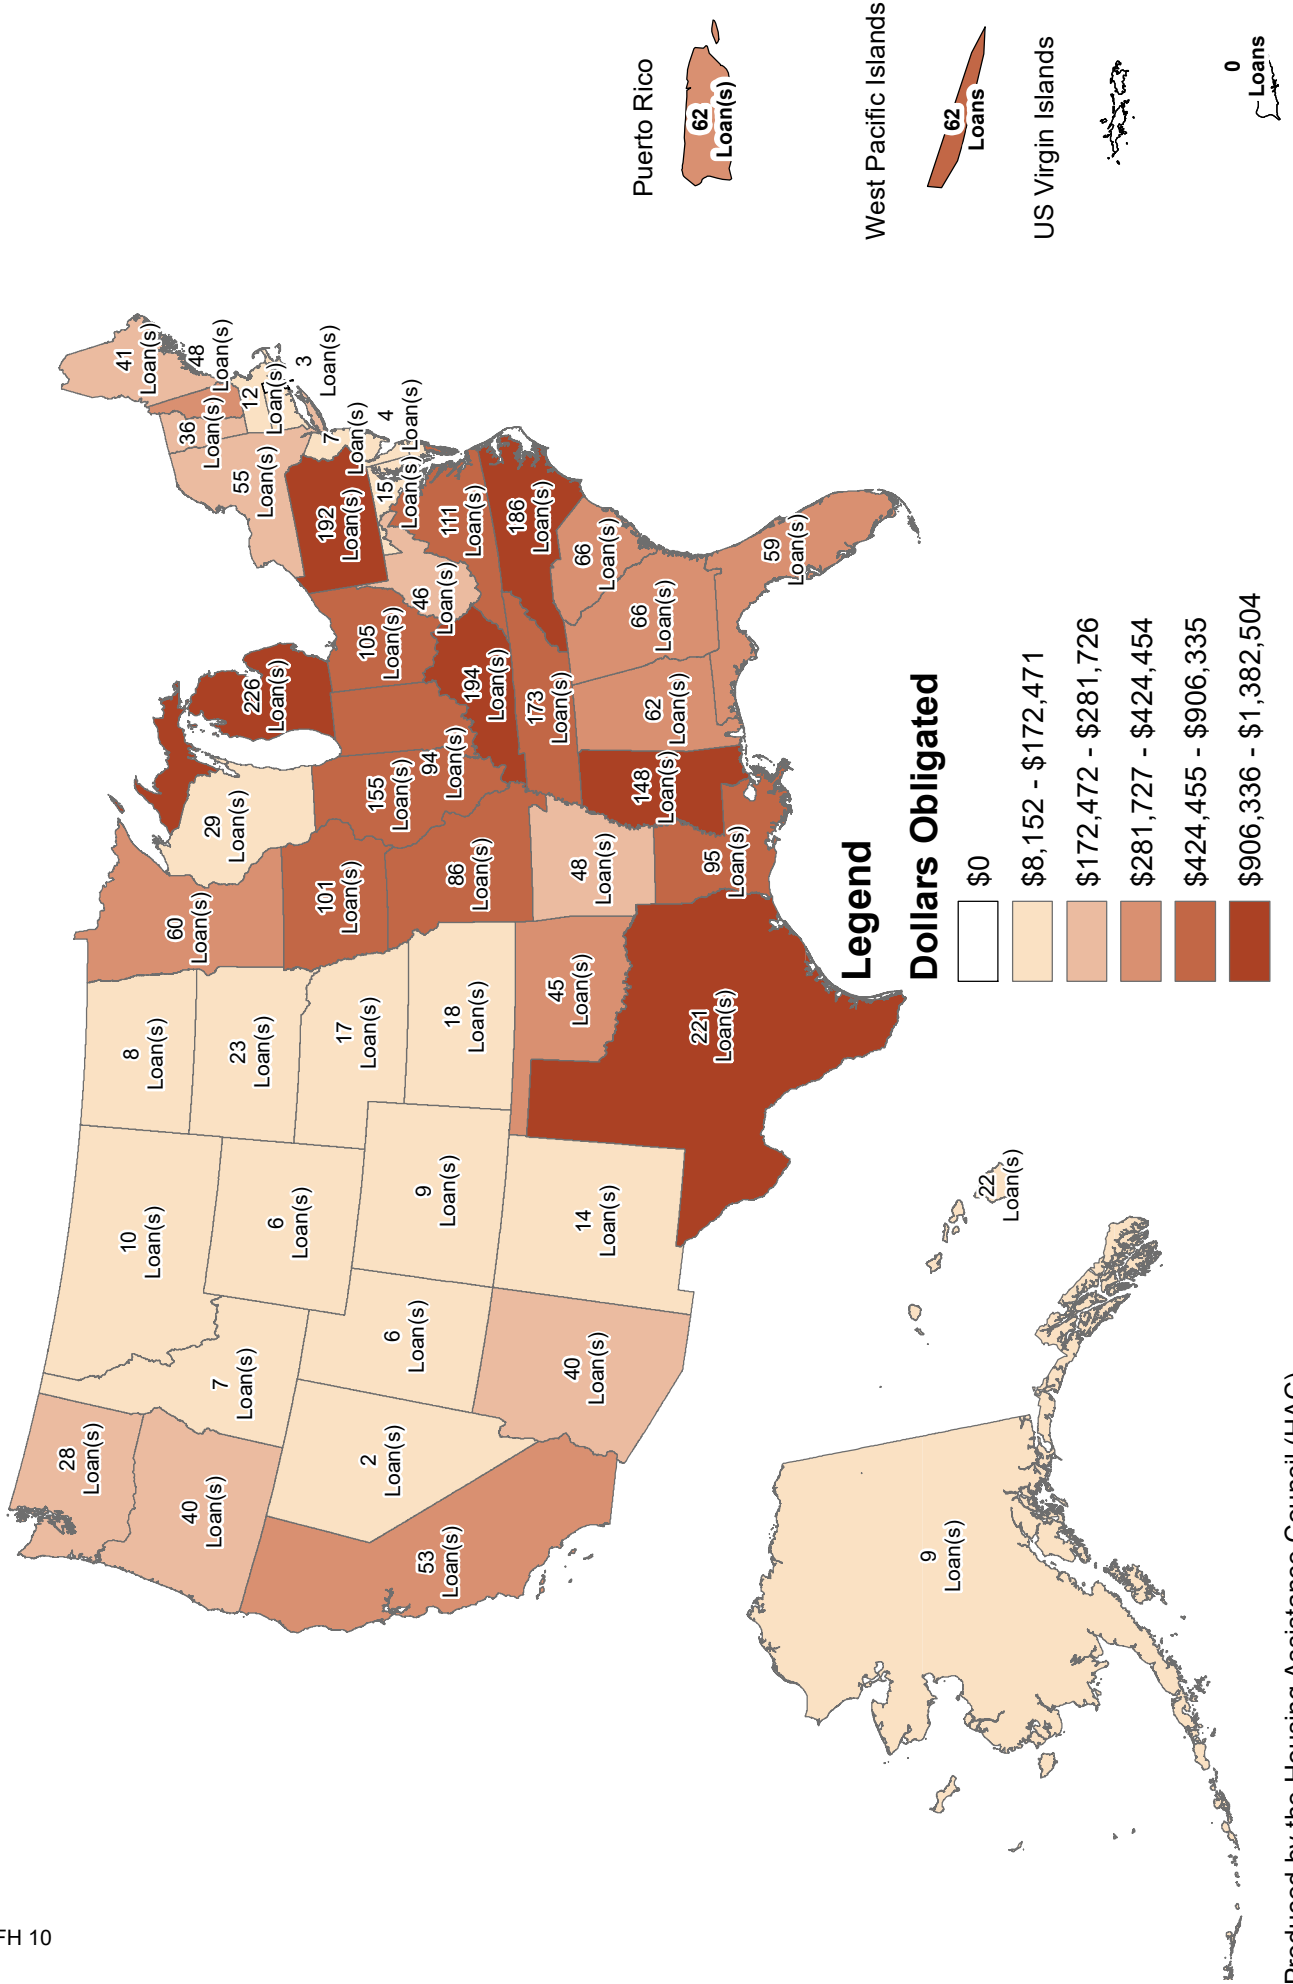 FH 10
28
Loan(s)
40
Loan(s)
53
Loan(s)
2
Loan(s)
7
Loan(s)
10
Loan(s)
6
Loan(s)
6
Loan(s)
40
Loan(s)
9
Loan(s)
14
Loan(s)
8
Loan(s)
23
Loan(s)
17
Loan(s)
18
Loan(s)
45
Loan(s)
221
Loan(s)
60
Loan(s)
101
Loan(s)
86
Loan(s)
48
Loan(s)
95
Loan(s)
29
Loan(s)
155
Loan(s)
94
Loan(s)
226
Loan(s)
105
Loan(s)
194
Loan(s)
173
Loan(s)
148
Loan(s)
62
Loan(s)
66
Loan(s)
59
Loan(s)
66
Loan(s)
186
Loan(s)
111
Loan(s)
46
Loan(s)
192
Loan(s)
15
Loan(s)
4
Loan(s)
7
Loan(s)
55
Loan(s)
36
Loan(s)
48
Loan(s)
41
Loan(s)
12
Loan(s)
3
Loan(s)
9
Loan(s)
22
Loan(s)
Puerto Rico
62
Loan(s)
West Pacific Islands
62
Loans
US Virgin Islands
0
Loans
Legend
Dollars Obligated
$0
$8,152 - $172,471
$172,472 - $281,726
$281,727 - $424,454
$424,455 - $906,335
$906,336 - $1,382,504
Produced by the Housing Assistance Council (HAC)